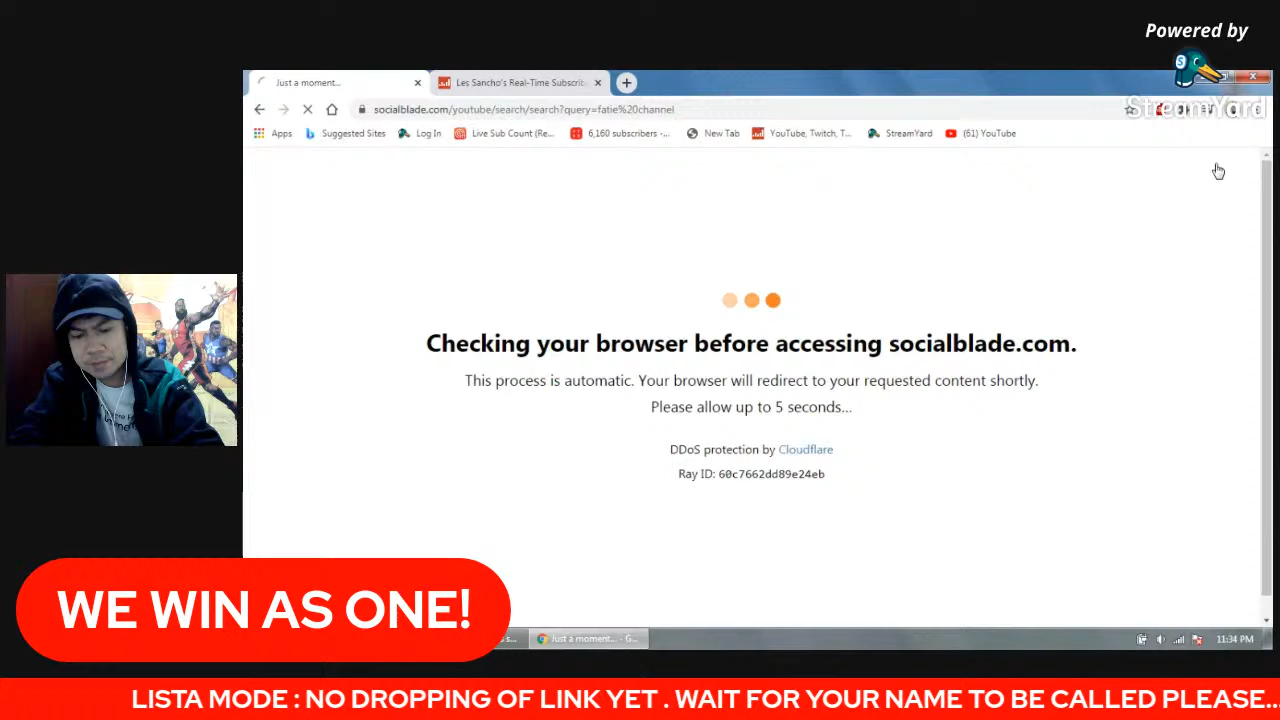 Powered by
StreamYard
Just a moment...
Les Sancho's Real-Time Subscrib
socialblade.com/youtube/search/search?query=fatie%20channel
Apps
Suggested Sites
Log In
Live Sub Count (Re...
6,160 subscribers -...
New Tab
YouTube, Twitch, T...
StreamYard
(61) YouTube
Checking your browser before accessing socialblade.com.
This process is automatic. Your browser will redirect to your requested content shortly.
Please allow up to 5 seconds...
DDoS protection by Cloudflare
Ray ID: 60c7662dd89e24eb
WE WIN AS ONE!
Just a moment... - G...
11:34 PM
LISTA MODE : NO DROPPING OF LINK YET . WAIT FOR YOUR NAME TO BE CALLED PLEASE...